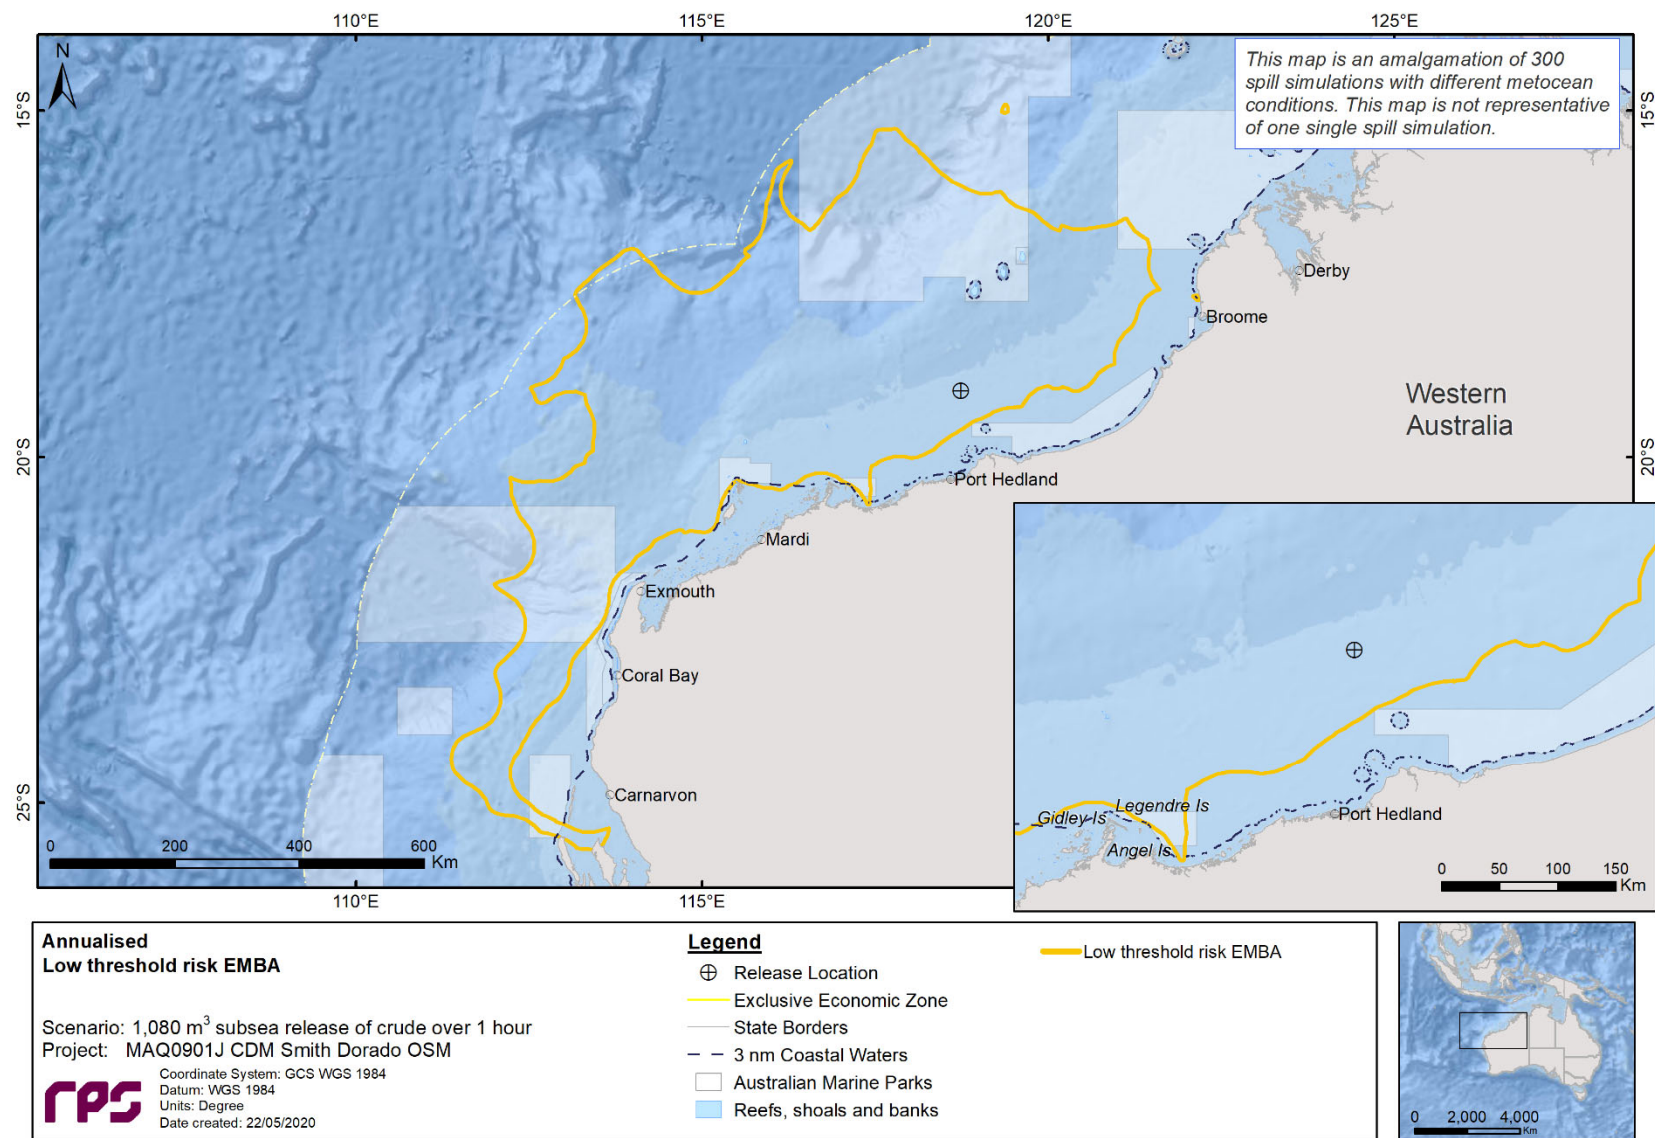 110°E
115°E
120°E
125°E
N
This map is an amalgamation of 300
spill simulations with different metocean
conditions. This map is not representative
of one single spill simulation.
15°S
15°S
Derby
Broome
Western
Australia
20°S
20°S
Port Hedland
Mardi
Exmouth
Coral Bay
Carnarvon
25°S
0 200 400 600
Km
Legendre Is
Gidley Is
Port Hedland
Angel Is
0 50 100 150
Km
110°E
115°E
Annualised
Low threshold risk EMBA
Scenario: 1,080 m³ subsea release of crude over 1 hour
Project: MAQ0901J CDM Smith Dorado OSM
rps
Coordinate System: GCS WGS 1984
Datum: WGS 1984
Units: Degree
Date created: 22/05/2020
Legend
Release Location
Exclusive Economic Zone
State Borders
3 nm Coastal Waters
Australian Marine Parks
Reefs, shoals and banks
Low threshold risk EMBA
0 2,000 4,000
Km